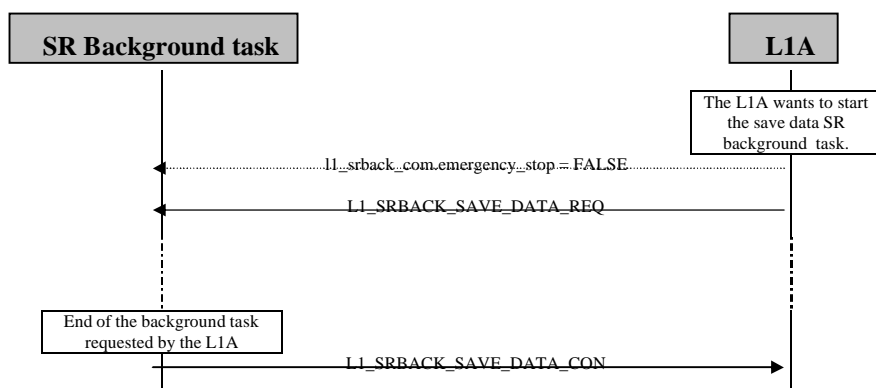 SR Background task
L1A
The L1A wants to start
the save data SR
background task.
l1_srback_com.emergency_stop = FALSE
L1_SRBACK_SAVE_DATA_REQ
End of the background task
requested by the L1A
L1_SRBACK_SAVE_DATA_CON